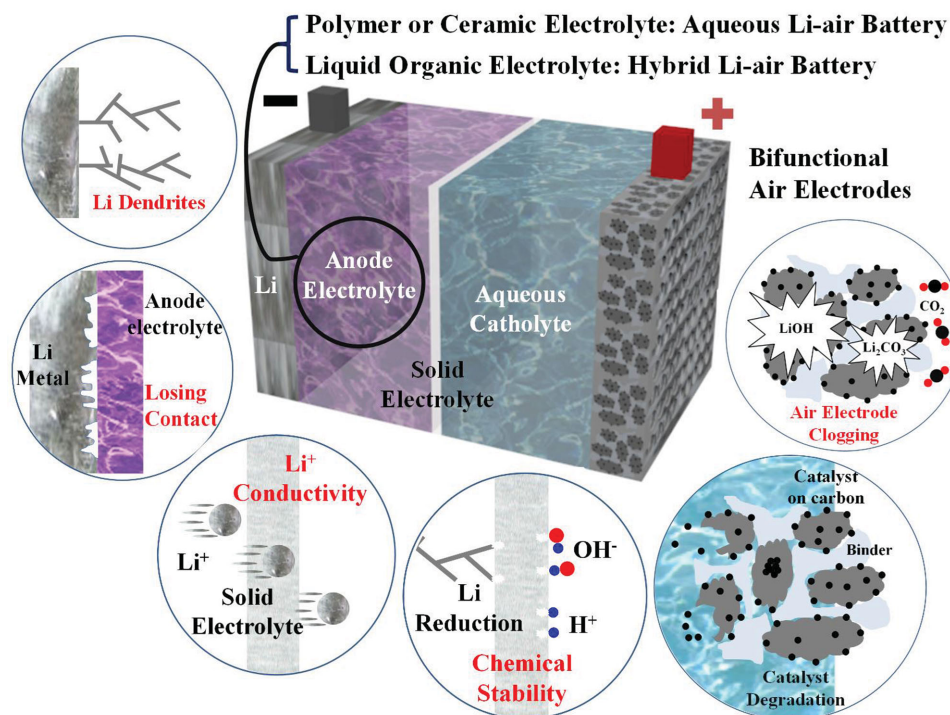 Polymer or Ceramic Electrolyte: Aqueous Li-air Battery
Liquid Organic Electrolyte: Hybrid Li-air Battery
Li Dendrites
Li
Anode
Electrolyte
Aqueous
Catholyte
Solid
Electrolyte
Bifunctional
Air Electrodes
LiOH
Li₂CO₃
CO₂
Air Electrode
Clogging
Li
Metal
Anode
electrolyte
Losing
Contact
Li⁺
Conductivity
Li⁺
Solid
Electrolyte
Li
Reduction
OH⁻
H⁺
Chemical
Stability
Catalyst
on carbon
Binder
Catalyst
Degradation